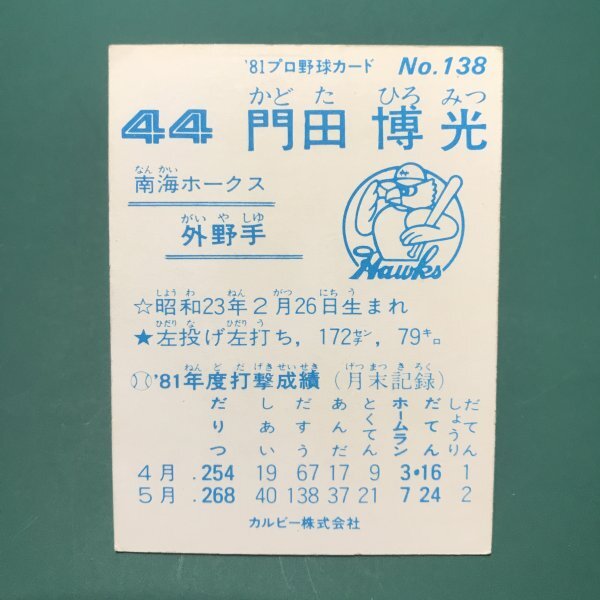 '81プロ野球カード No.138
かどた ひろみつ
44 門田 博光
なんかい
南海ホークス
がいやしゅ
外野手
Hawks
しょうわ ねん がつ にちう
☆昭和23年2月26日生まれ
ひだりな ひだりう
★左投げ左打ち, 172センチ, 79キロ
ねんどだげきせいせき げつまつきろく
'81年度打撃成績(月末記録)
だりつ しあい だすう あんだ とくてん ホームラン だてん しょうりだてん
4月 .254 19 67 17 9 3・16 1
5月 .268 40 138 37 21 7 24 2
カルビー株式会社